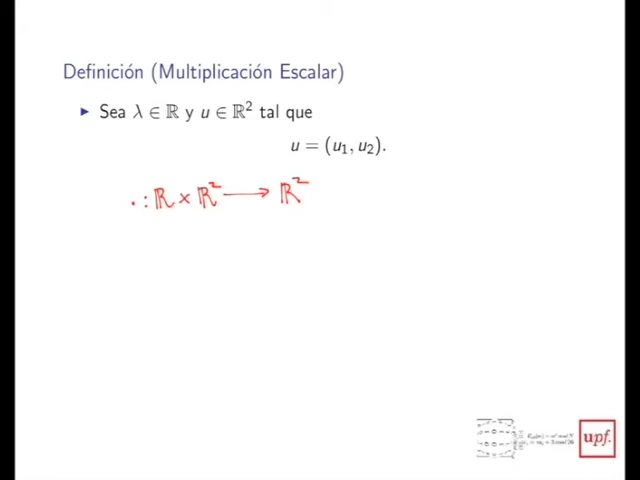 Definición (Multiplicación Escalar)
▶ Sea λ ∈ ℝ y u ∈ ℝ² tal que
u = (u₁, u₂).
· : ℝ × ℝ² ⟶ ℝ²
upf.